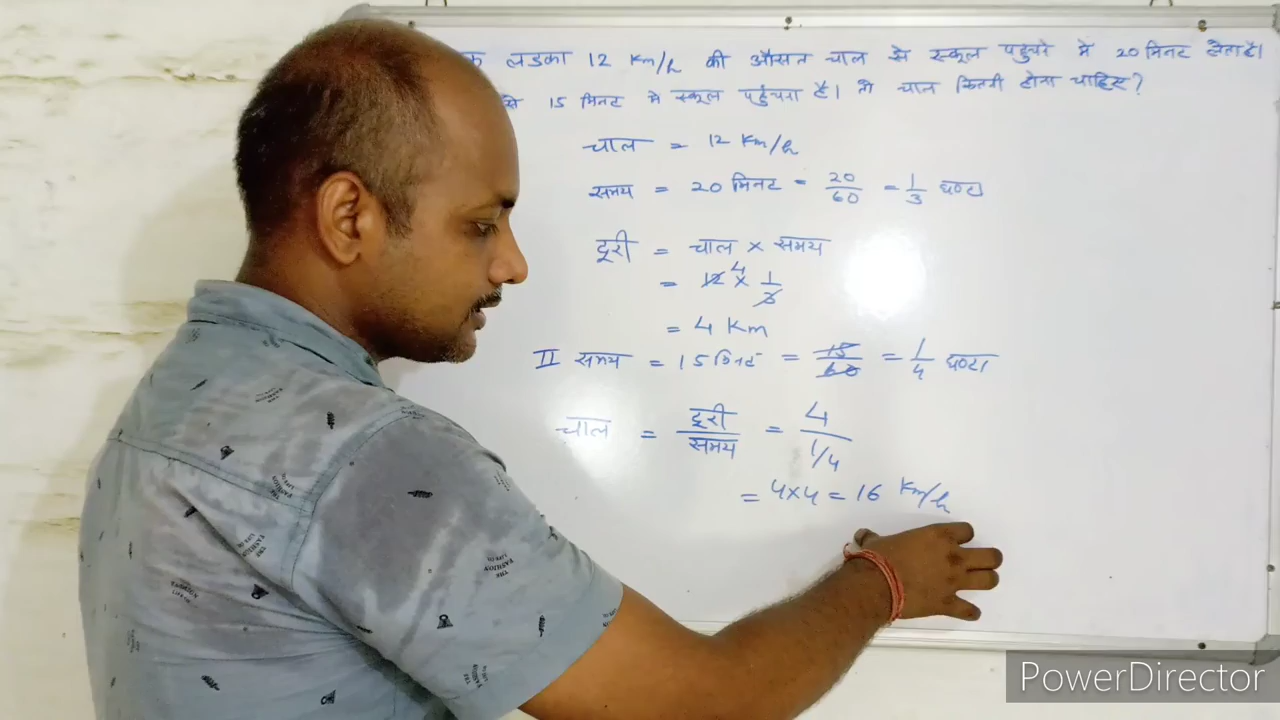 लडका 12 Km/h की औसत चाल से स्कूल पहुचने मे 20 मिनट लेता है।
15 मिनट मे स्कूल पहुंचना है। तो चाल कितनी होना चाहिए?
चाल = 12 Km/h
समय = 20 मिनट = 20/60 = 1/3 घण्टा
दूरी = चाल × समय
= 12 4 × 1/3
= 4 Km
II समय = 15 मिनट = 15/60 = 1/4 घण्टा
चाल = दूरी/समय = 4/1/4
= 4×4 = 16 Km/h
PowerDirector